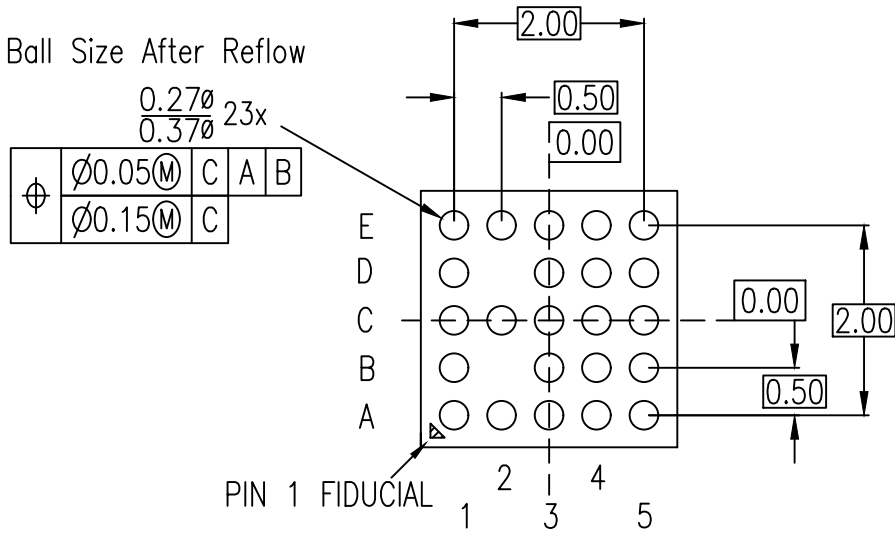 2.00
Ball Size After Reflow
0.50
0.27ø
0.37ø 23x
0.00
Ø0.05Ⓜ C A B
Ø0.15Ⓜ C
E
D
0.00
C
2.00
B
0.50
A
PIN 1 FIDUCIAL
2 4
1 3 5